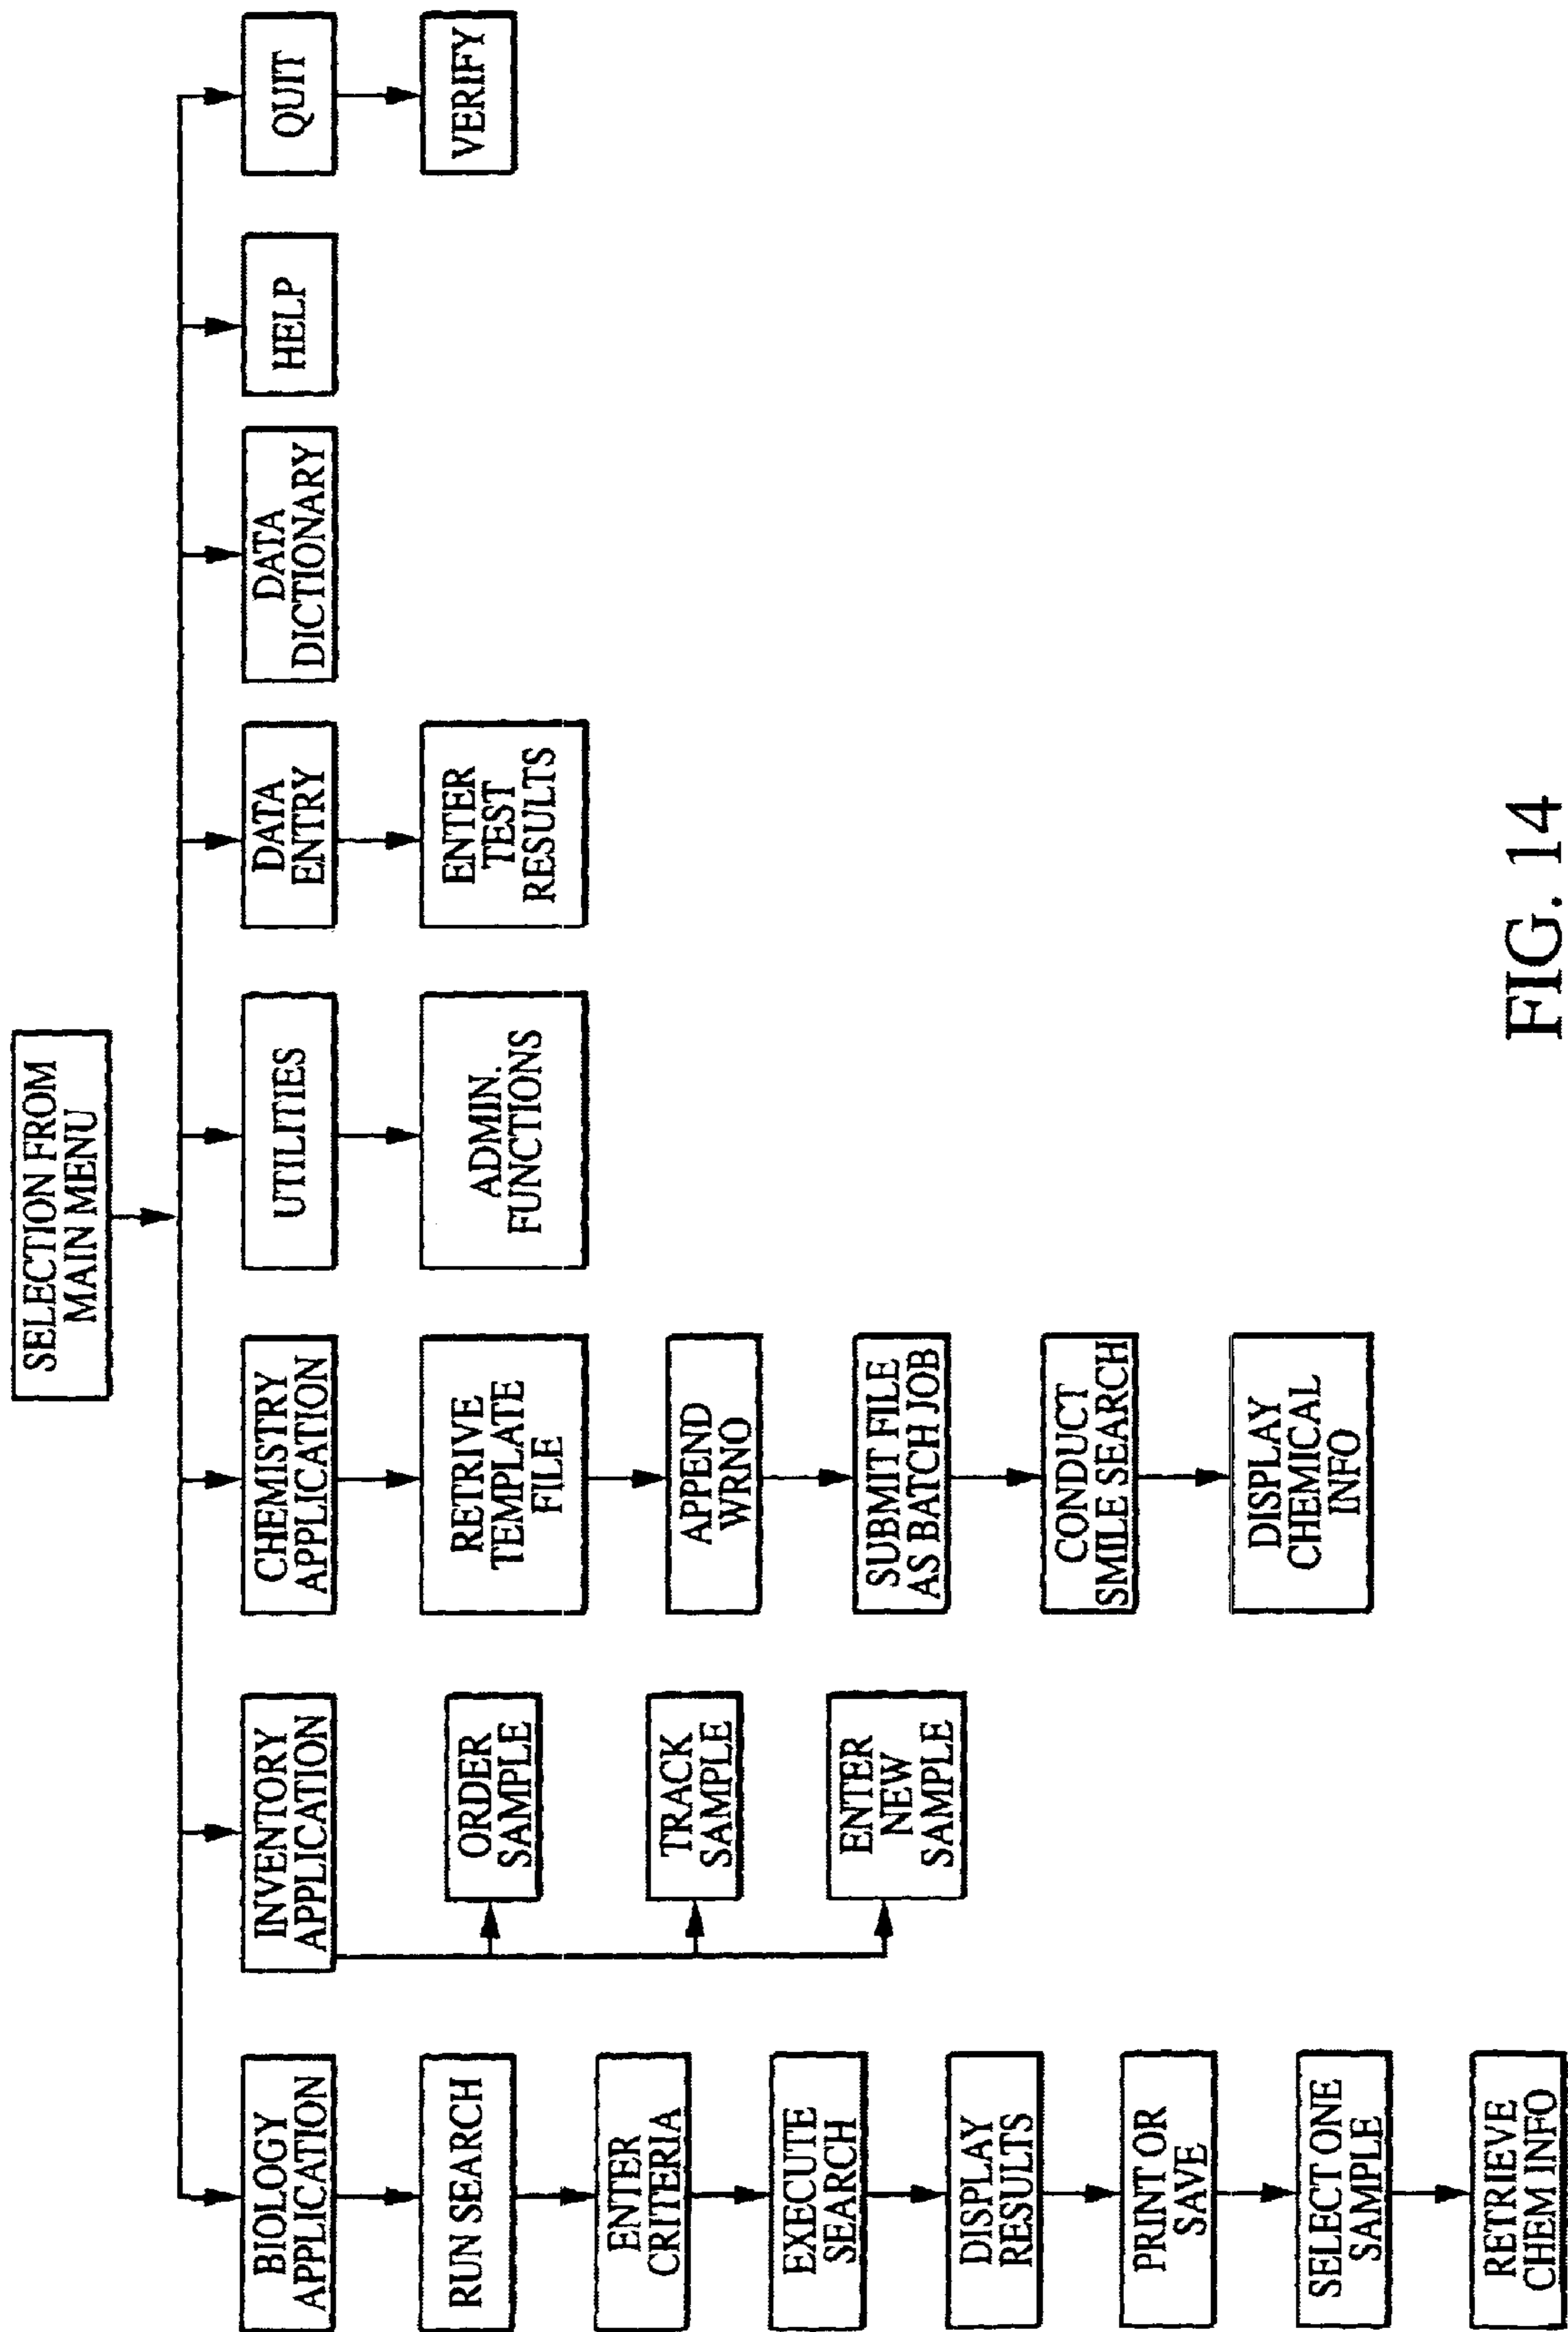 SELECTION FROM
MAIN MENU
BIOLOGY
APPLICATION
RUN SEARCH
ENTER
CRITERIA
EXECUTE
SEARCH
DISPLAY
RESULTS
PRINT OR
SAVE
SELECT ONE
SAMPLE
RETRIEVE
CHEM INFO
INVENTORY
APPLICATION
ORDER
SAMPLE
TRACK
SAMPLE
ENTER
NEW
SAMPLE
CHEMISTRY
APPLICATION
RETRIVE
TEMPLATE
FILE
APPEND
WRNO
SUBMIT FILE
AS BATCH JOB
CONDUCT
SMILE SEARCH
DISPLAY
CHEMICAL
INFO
UTILITIES
ADMIN.
FUNCTIONS
DATA
ENTRY
ENTER
TEST
RESULTS
DATA
DICTIONARY
HELP
QUIT
VERIFY
FIG. 14